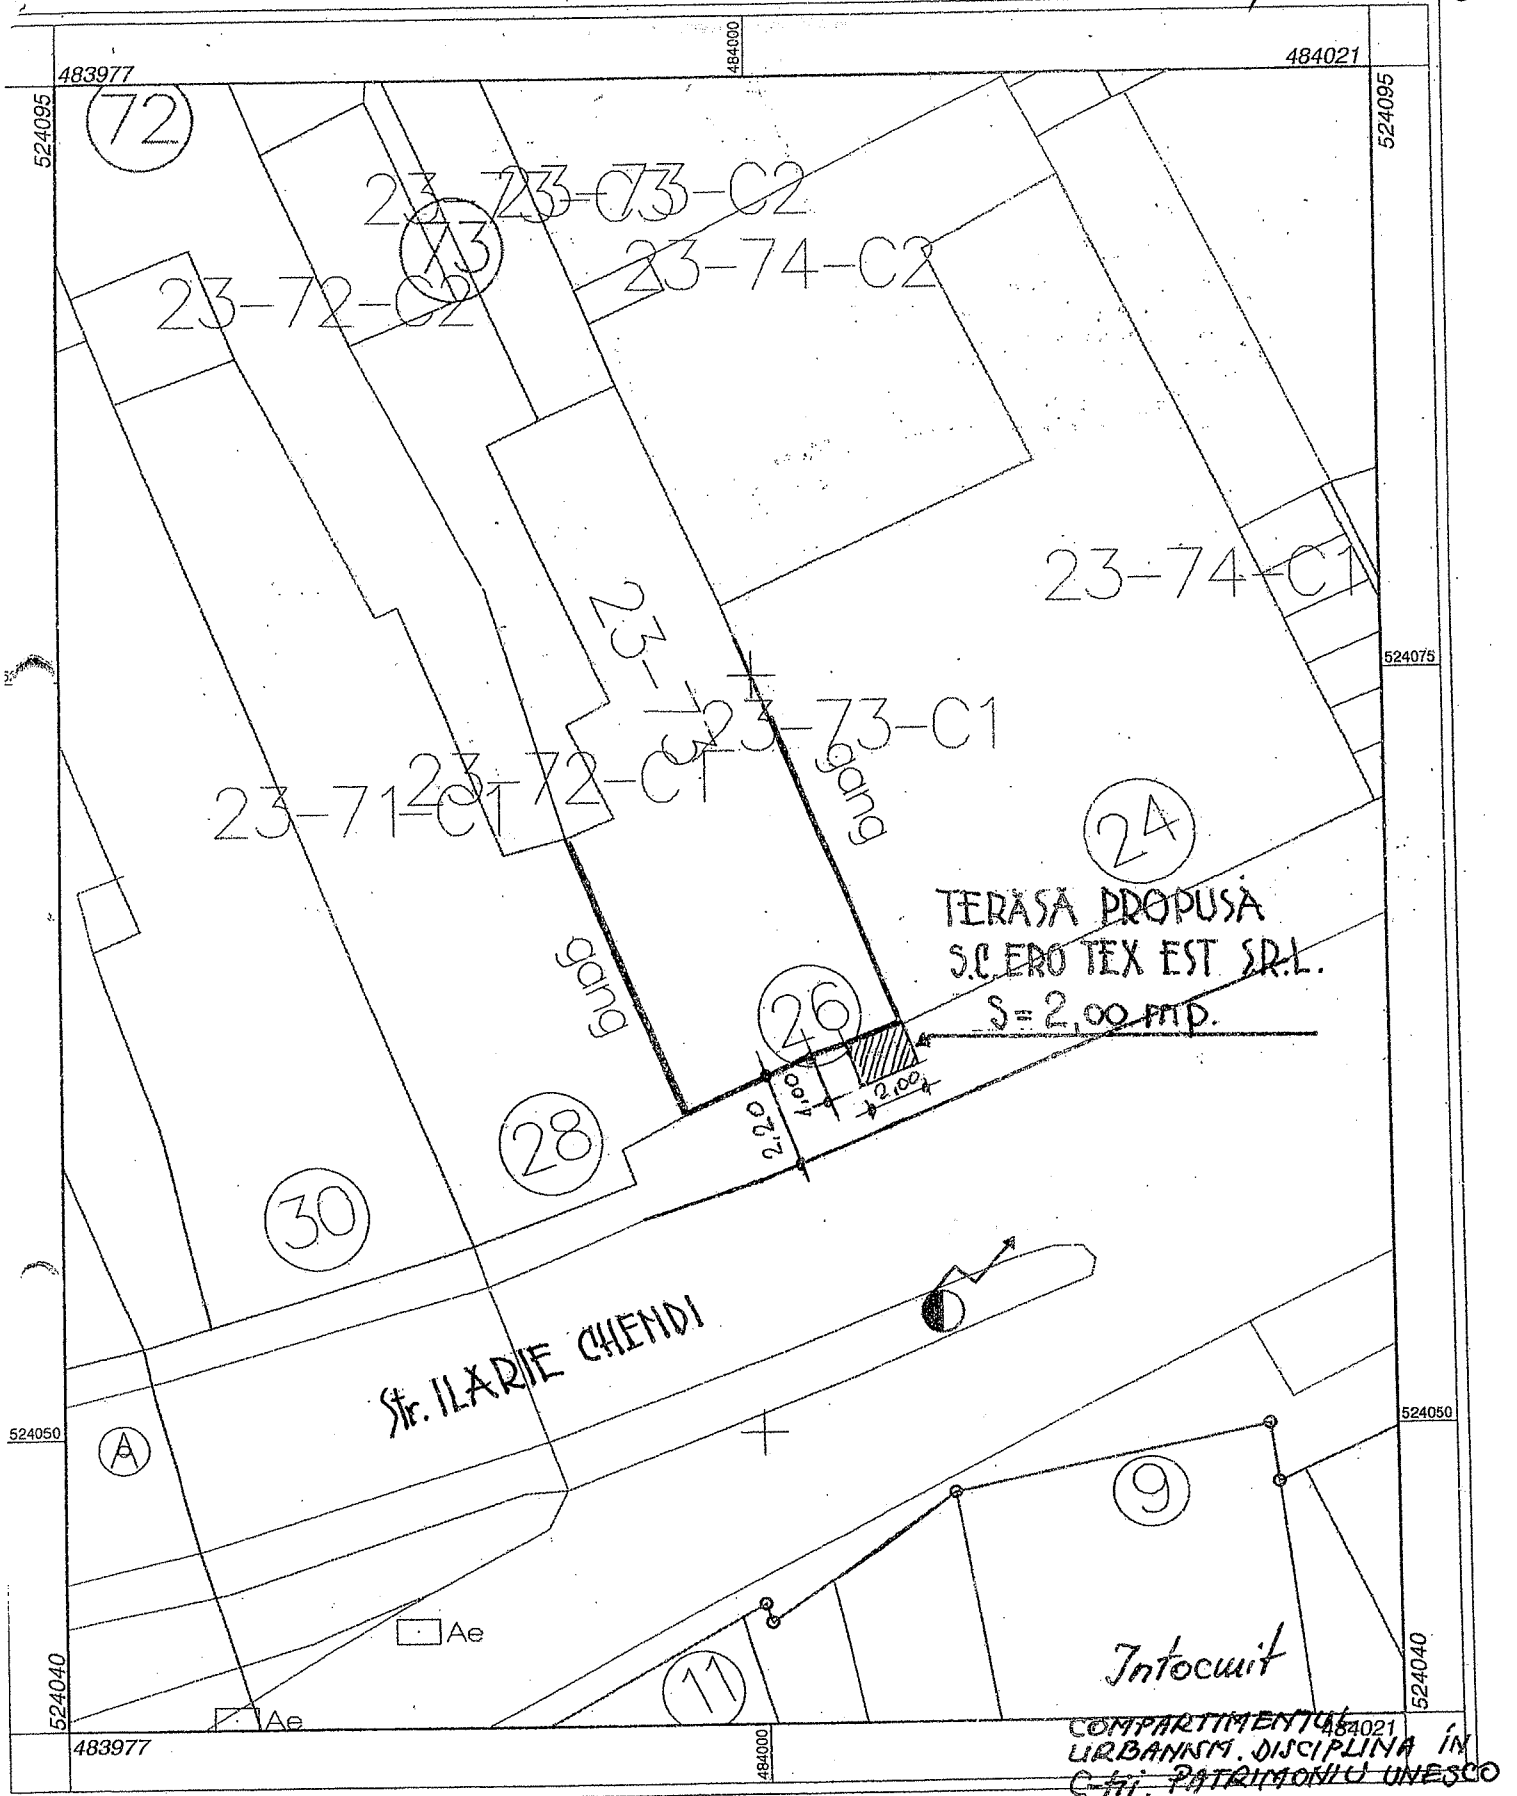 484000
483977
484021
524095
524095
72
23-73-C2
73
23-74-C2
23-72-C2
23-74-C1
524075
23-73
23-73-C1
gang
23-72-C1
23-71-C1
24
TERASĂ PROPUSĂ
S.C. ERO TEX EST S.R.L.
S=2,00 mp.
gang
26
1,00
2,00
2,20
28
30
Str. ILARIE CHENDI
524050
524050
A
9
Ae
11
Intocmit
524040
524040
Ae
COMPARTIMENTUL
484021
483977
484000
URBANISM. DISCIPLINA ÎN
C-ții. PATRIMONIU UNESCO